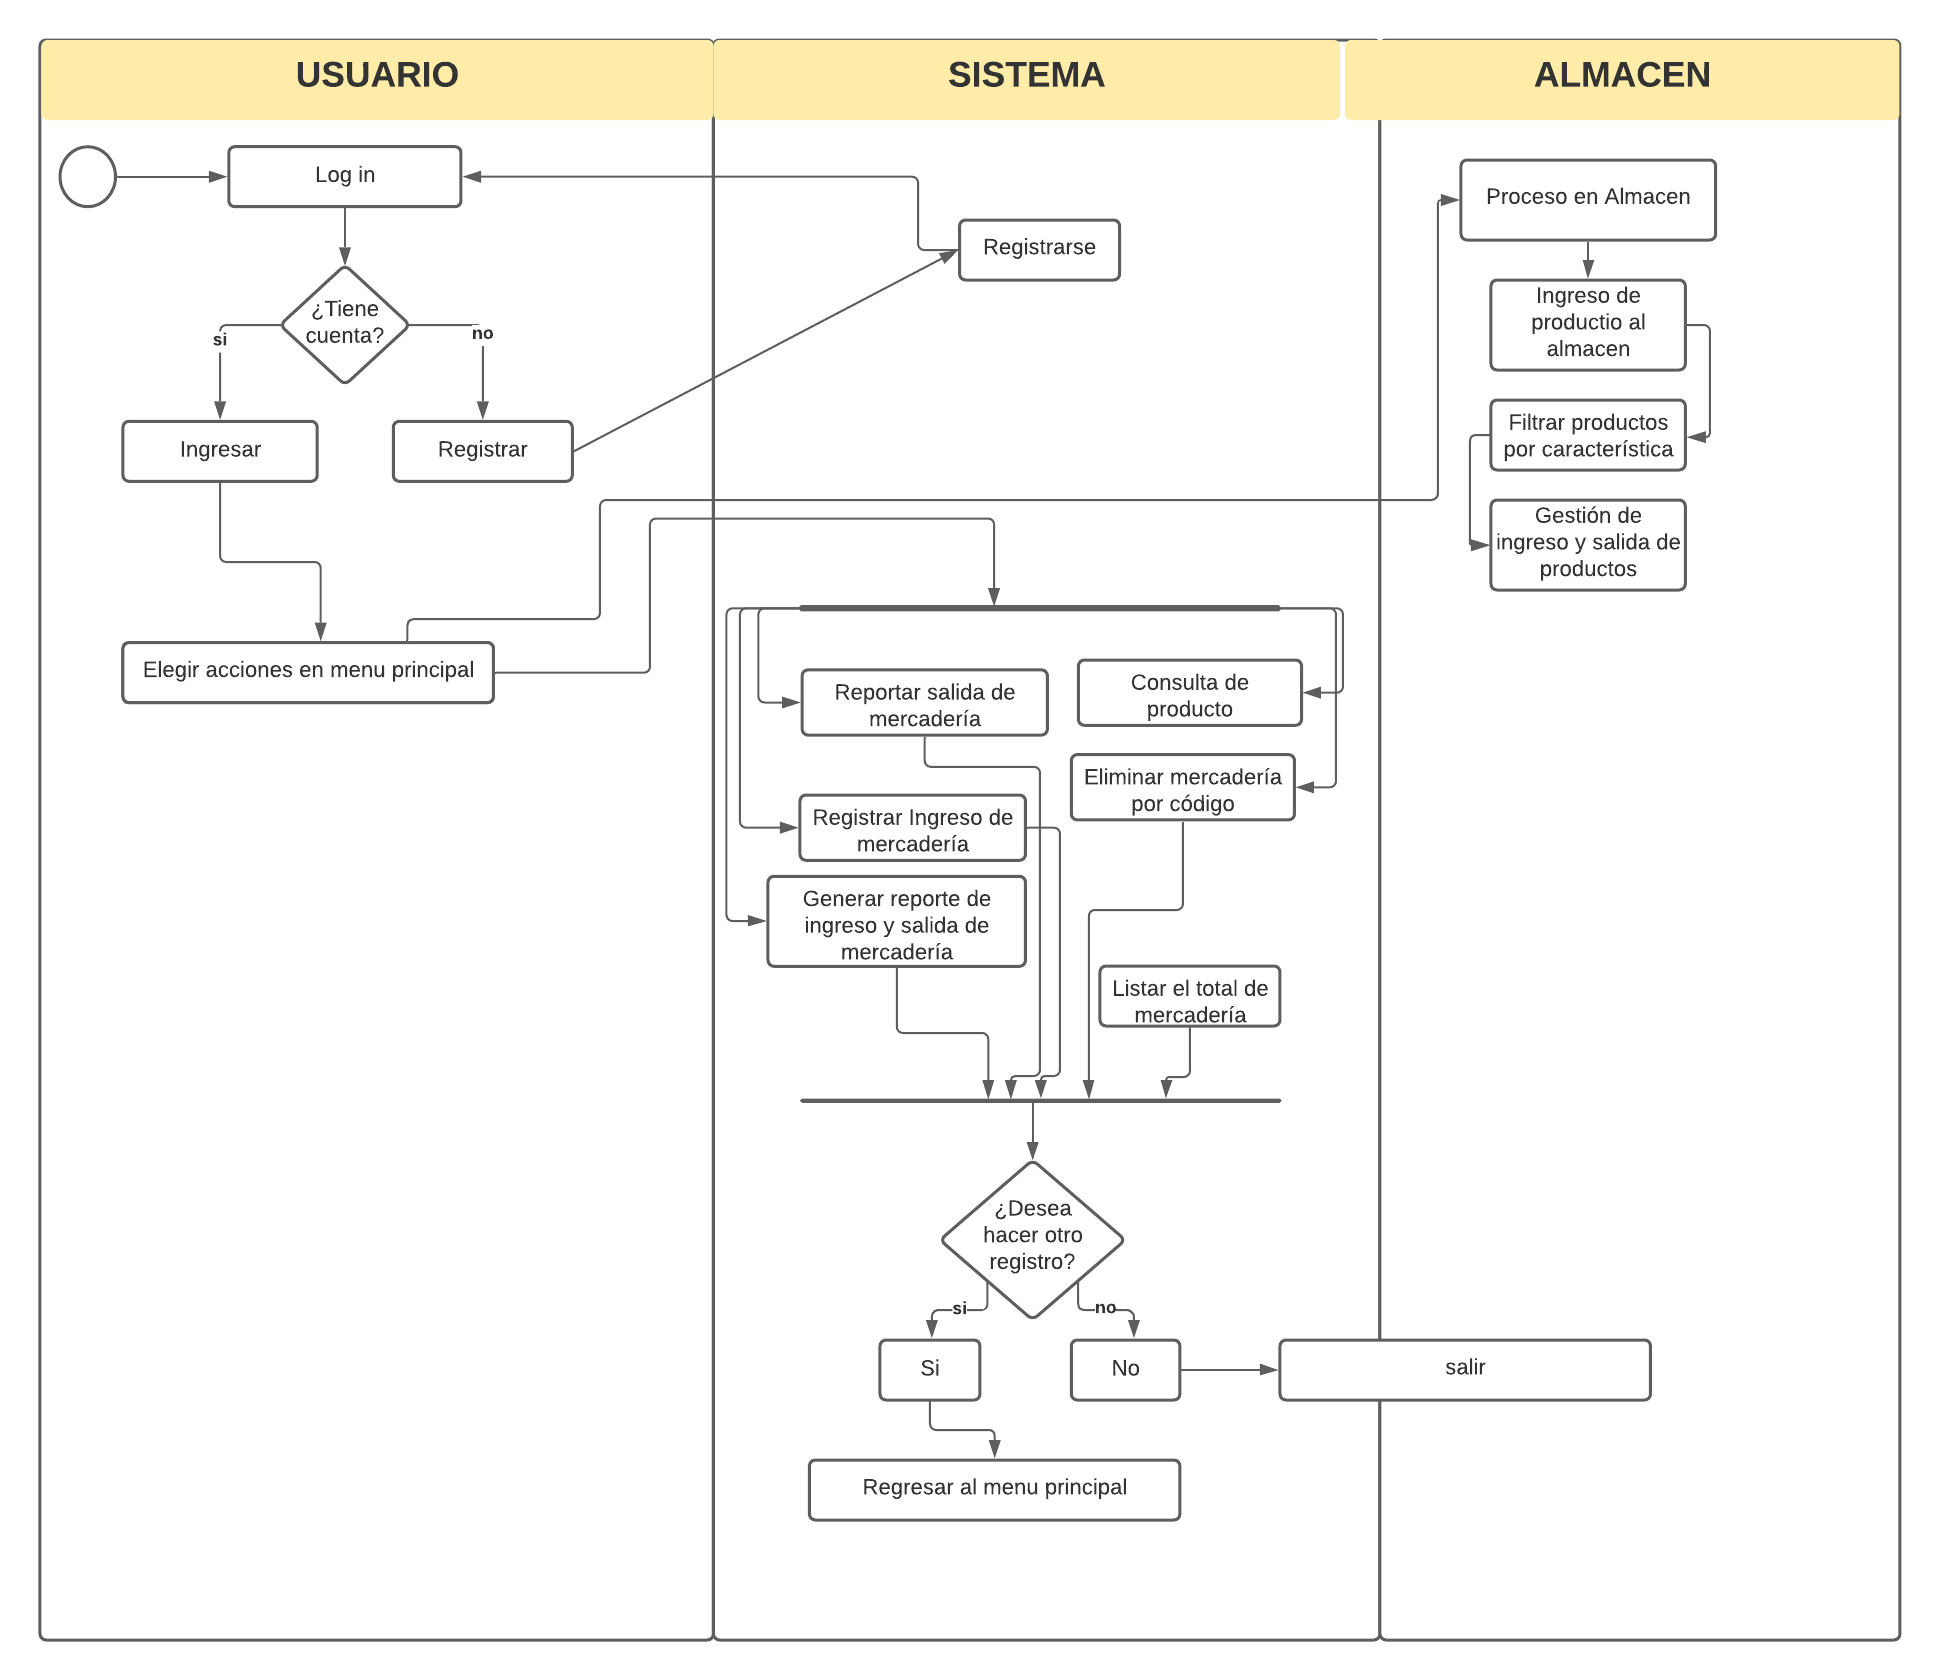 USUARIO
SISTEMA
ALMACEN
Log in
¿Tiene
cuenta?
si
no
Ingresar
Registrar
Elegir acciones en menu principal
Registrarse
Reportar salida de
mercadería
Consulta de
producto
Eliminar mercadería
por código
Registrar Ingreso de
mercadería
Generar reporte de
ingreso y salida de
mercadería
Listar el total de
mercadería
¿Desea
hacer otro
registro?
si
no
Si
No
salir
Regresar al menu principal
Proceso en Almacen
Ingreso de
productio al
almacen
Filtrar productos
por característica
Gestión de
ingreso y salida de
productos